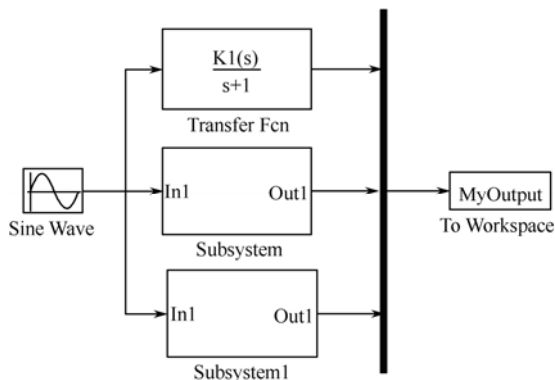 K1(s)
s+1
Transfer Fcn
In1 Out1
Subsystem
Sine Wave
MyOutput
To Workspace
In1 Out1
Subsystem1